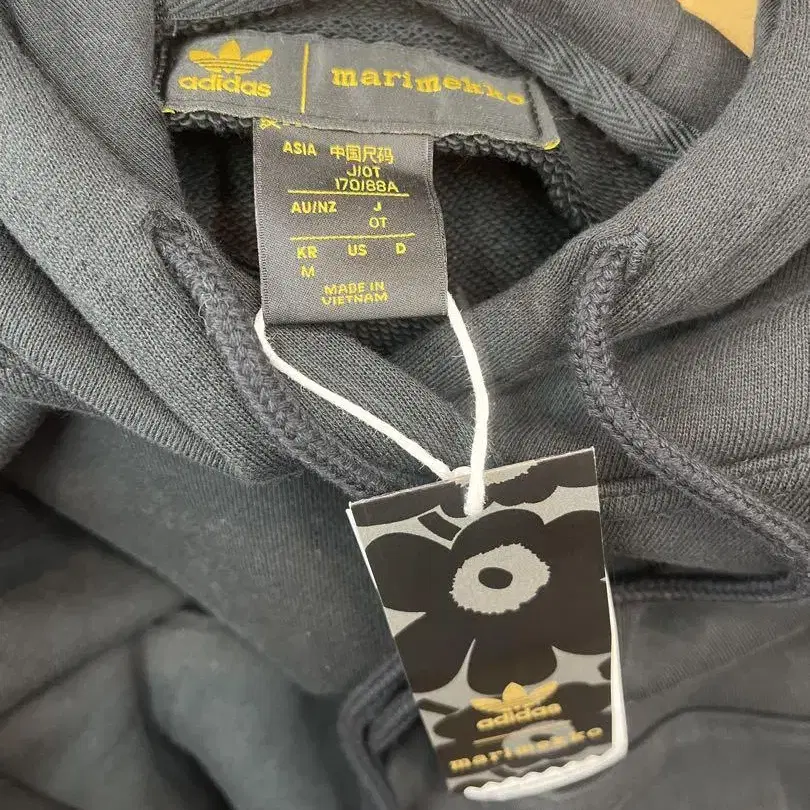 adidas
marimekko
ASIA 中国尺码
J/OT
170/88A
AU/NZ J
OT
KR US D
M
MADE IN
VIETNAM
adidas
marimekko